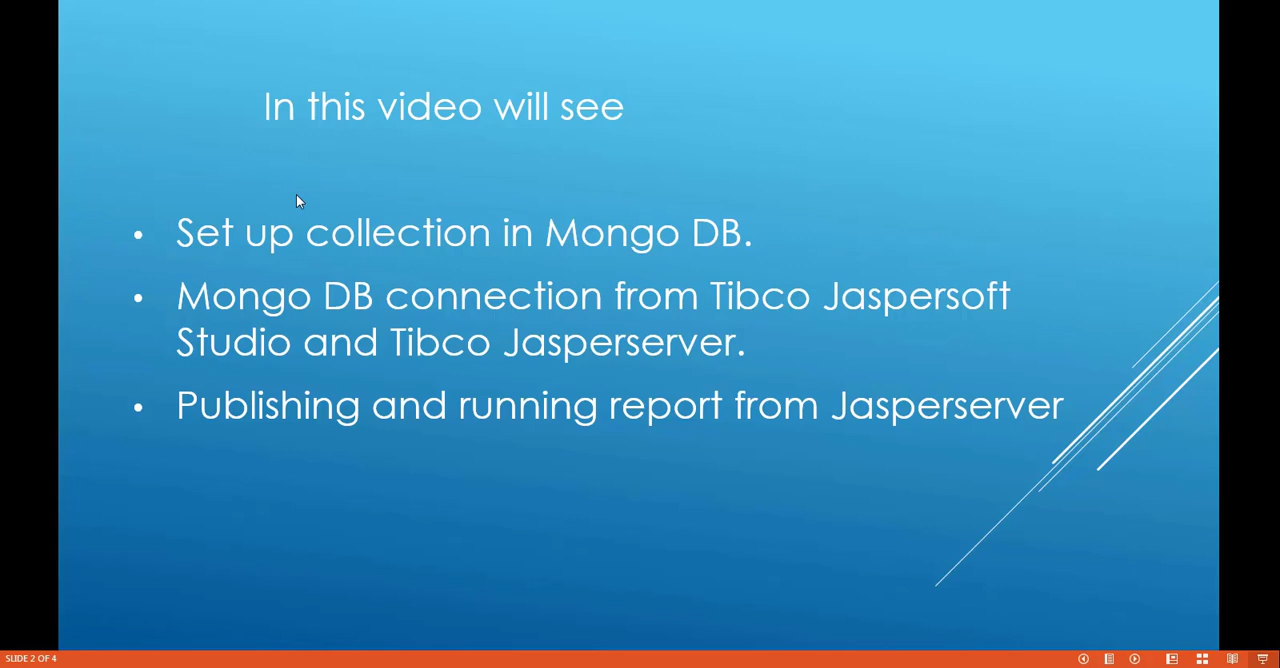 In this video will see
• Set up collection in Mongo DB.
• Mongo DB connection from Tibco Jaspersoft
Studio and Tibco Jasperserver.
• Publishing and running report from Jasperserver
SLIDE 2 OF 4